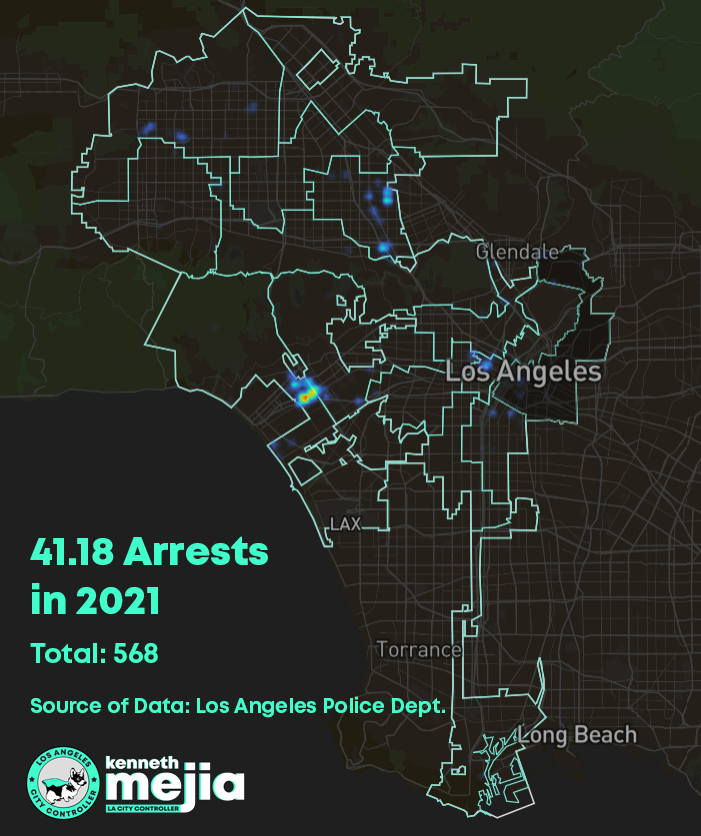 Glendale
Los Angeles
LAX
41.18 Arrests
in 2021
Total: 568
Torrance
Source of Data: Los Angeles Police Dept.
Long Beach
LOS ANGELES
CITY CONTROLLER
kenneth
mejia
LA CITY CONTROLLER